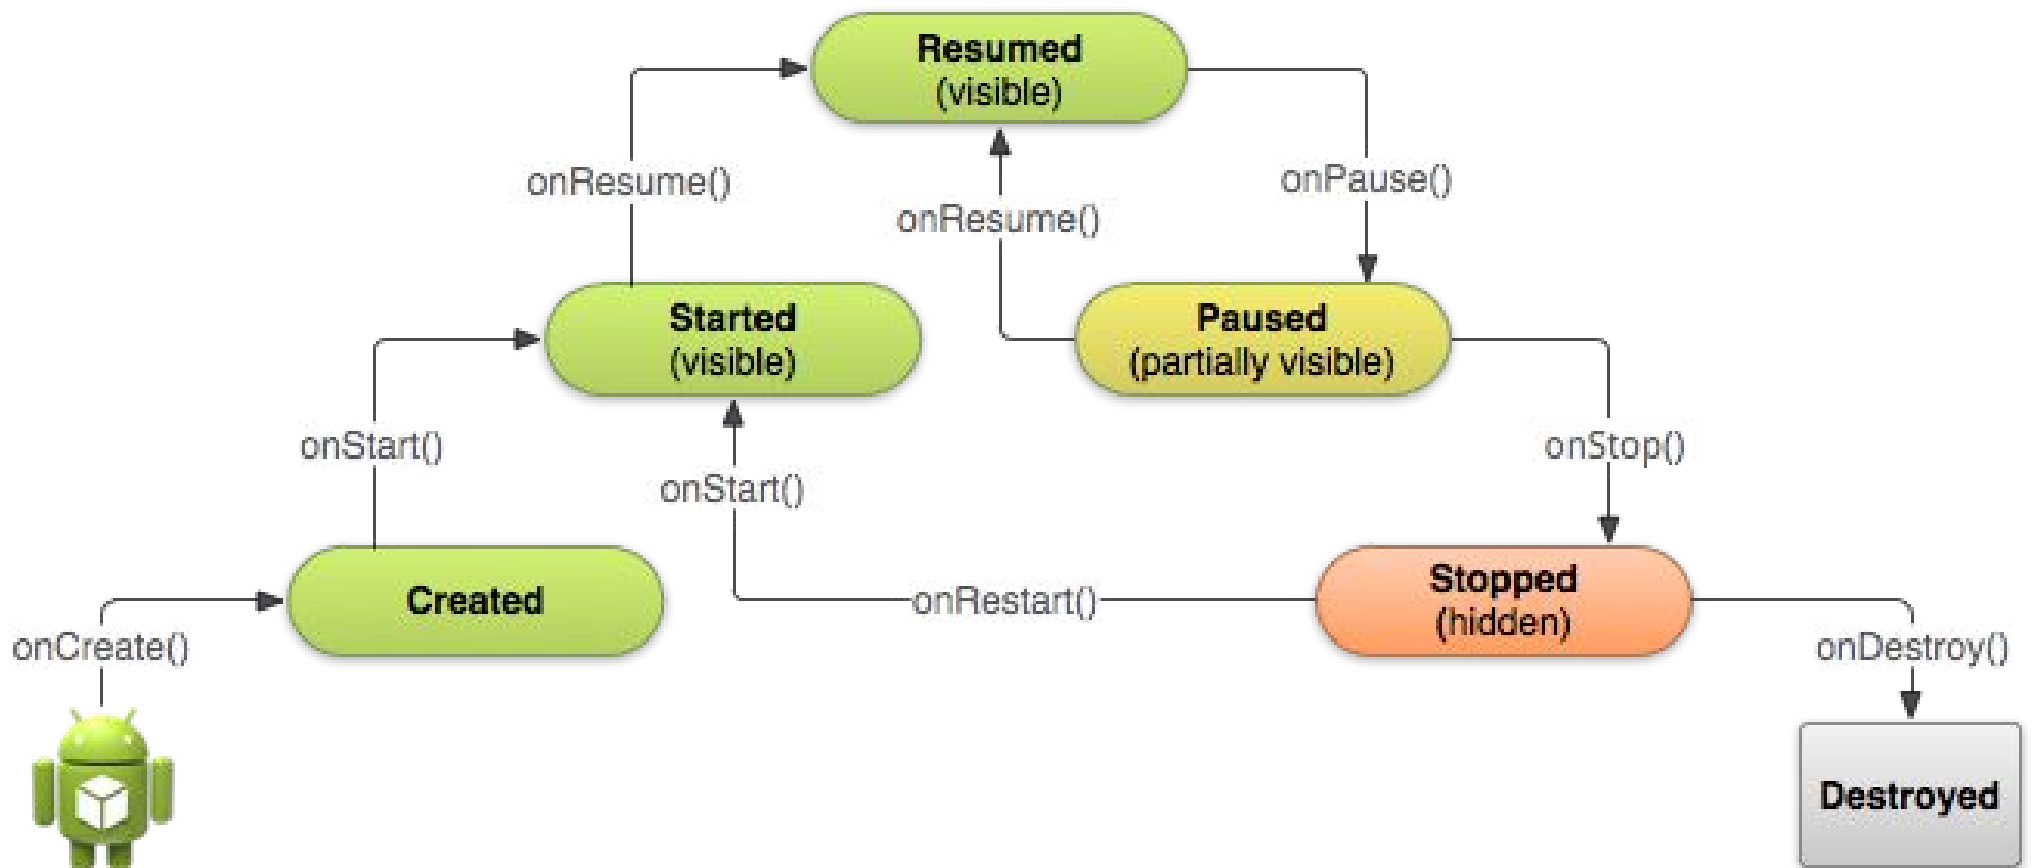 Resumed
(visible)
onResume()
onPause()
onResume()
Started
(visible)
Paused
(partially visible)
onStart()
onStop()
onStart()
Created
onRestart()
Stopped
(hidden)
onCreate()
onDestroy()
Destroyed